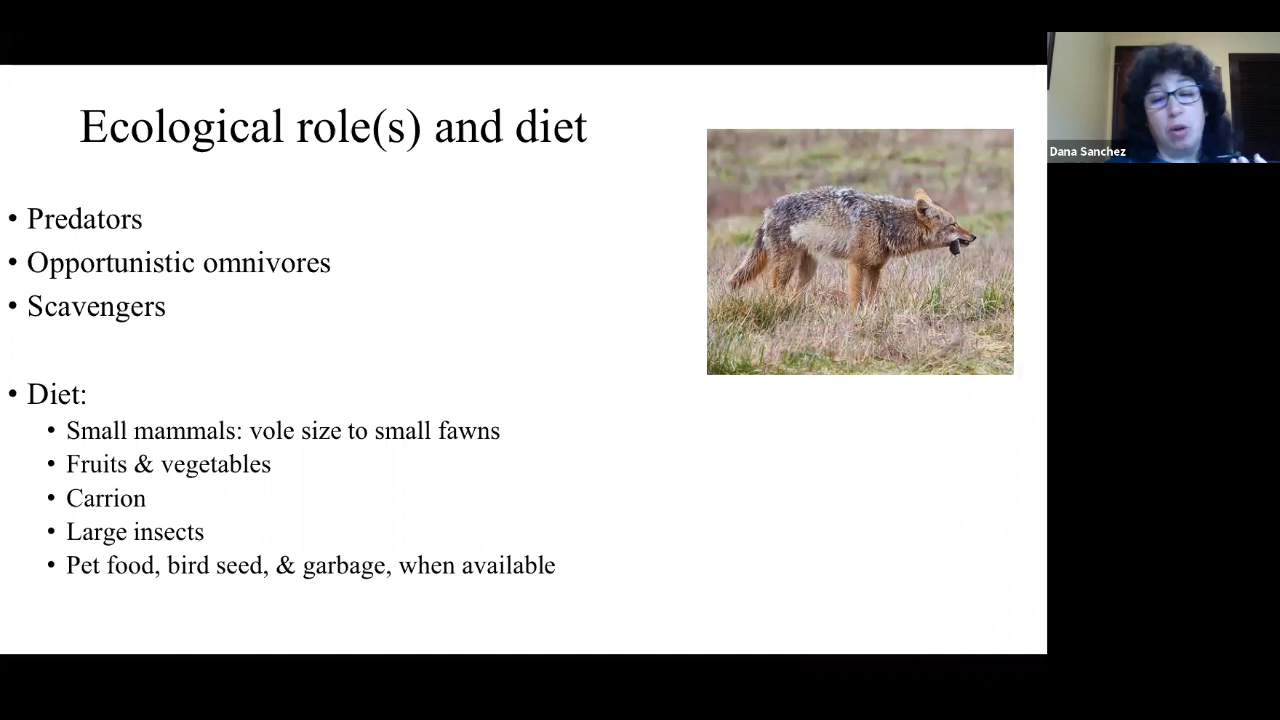 Ecological role(s) and diet
• Predators
• Opportunistic omnivores
• Scavengers
• Diet:
• Small mammals: vole size to small fawns
• Fruits & vegetables
• Carrion
• Large insects
• Pet food, bird seed, & garbage, when available
Dana Sanchez